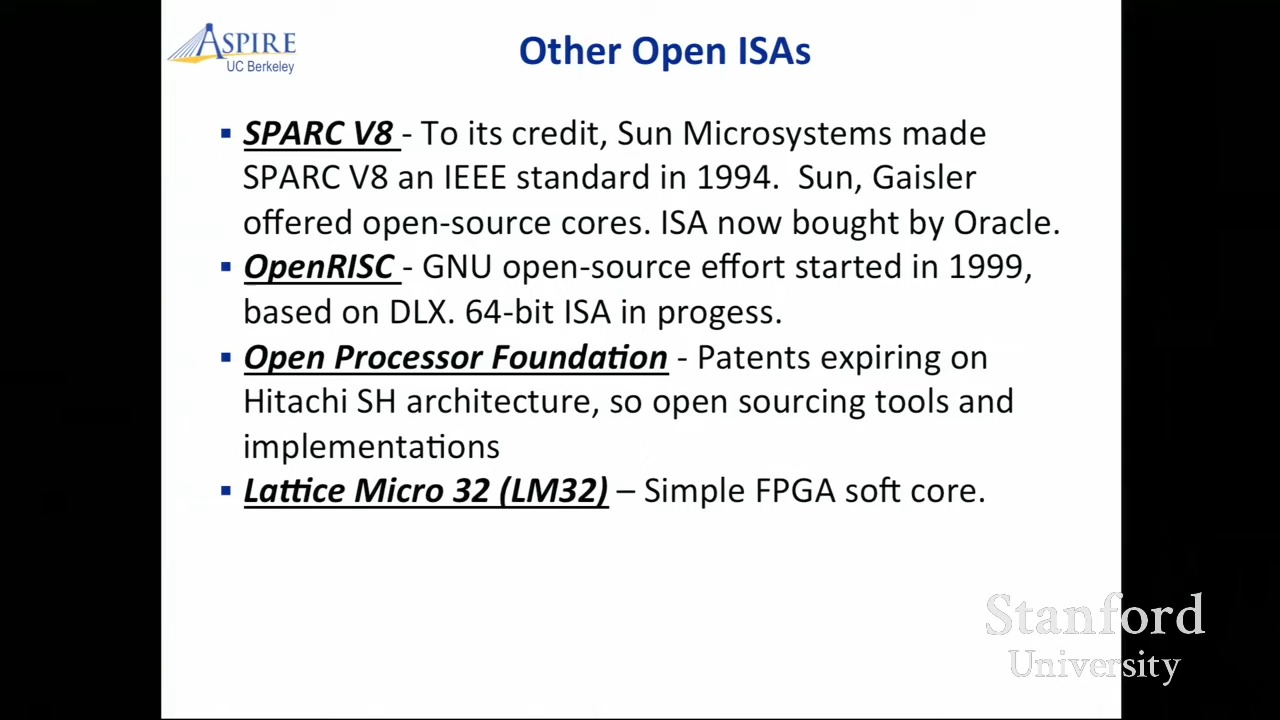 ASPIRE
UC Berkeley
Other Open ISAs
▪ SPARC V8 - To its credit, Sun Microsystems made
SPARC V8 an IEEE standard in 1994.  Sun, Gaisler
offered open-source cores. ISA now bought by Oracle.
▪ OpenRISC - GNU open-source effort started in 1999,
based on DLX. 64-bit ISA in progess.
▪ Open Processor Foundation - Patents expiring on
Hitachi SH architecture, so open sourcing tools and
implementations
▪ Lattice Micro 32 (LM32) – Simple FPGA soft core.
Stanford
University